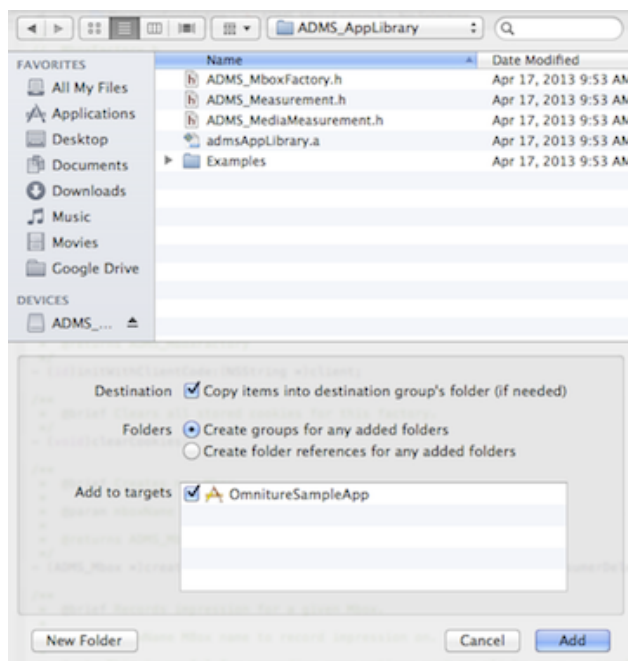 ADMS_AppLibrary
FAVORITES
All My Files
Applications
Desktop
Documents
Downloads
Music
Movies
Google Drive
DEVICES
ADMS_...
Name Date Modified
h ADMS_MboxFactory.h Apr 17, 2013 9:53 AM
h ADMS_Measurement.h Apr 17, 2013 9:53 AM
h ADMS_MediaMeasurement.h Apr 17, 2013 9:53 AM
admsAppLibrary.a Apr 17, 2013 9:53 AM
Examples Apr 17, 2013 9:53 AM
Destination Copy items into destination group's folder (if needed)
Folders Create groups for any added folders
Create folder references for any added folders
Add to targets OmnitureSampleApp
New Folder Cancel Add